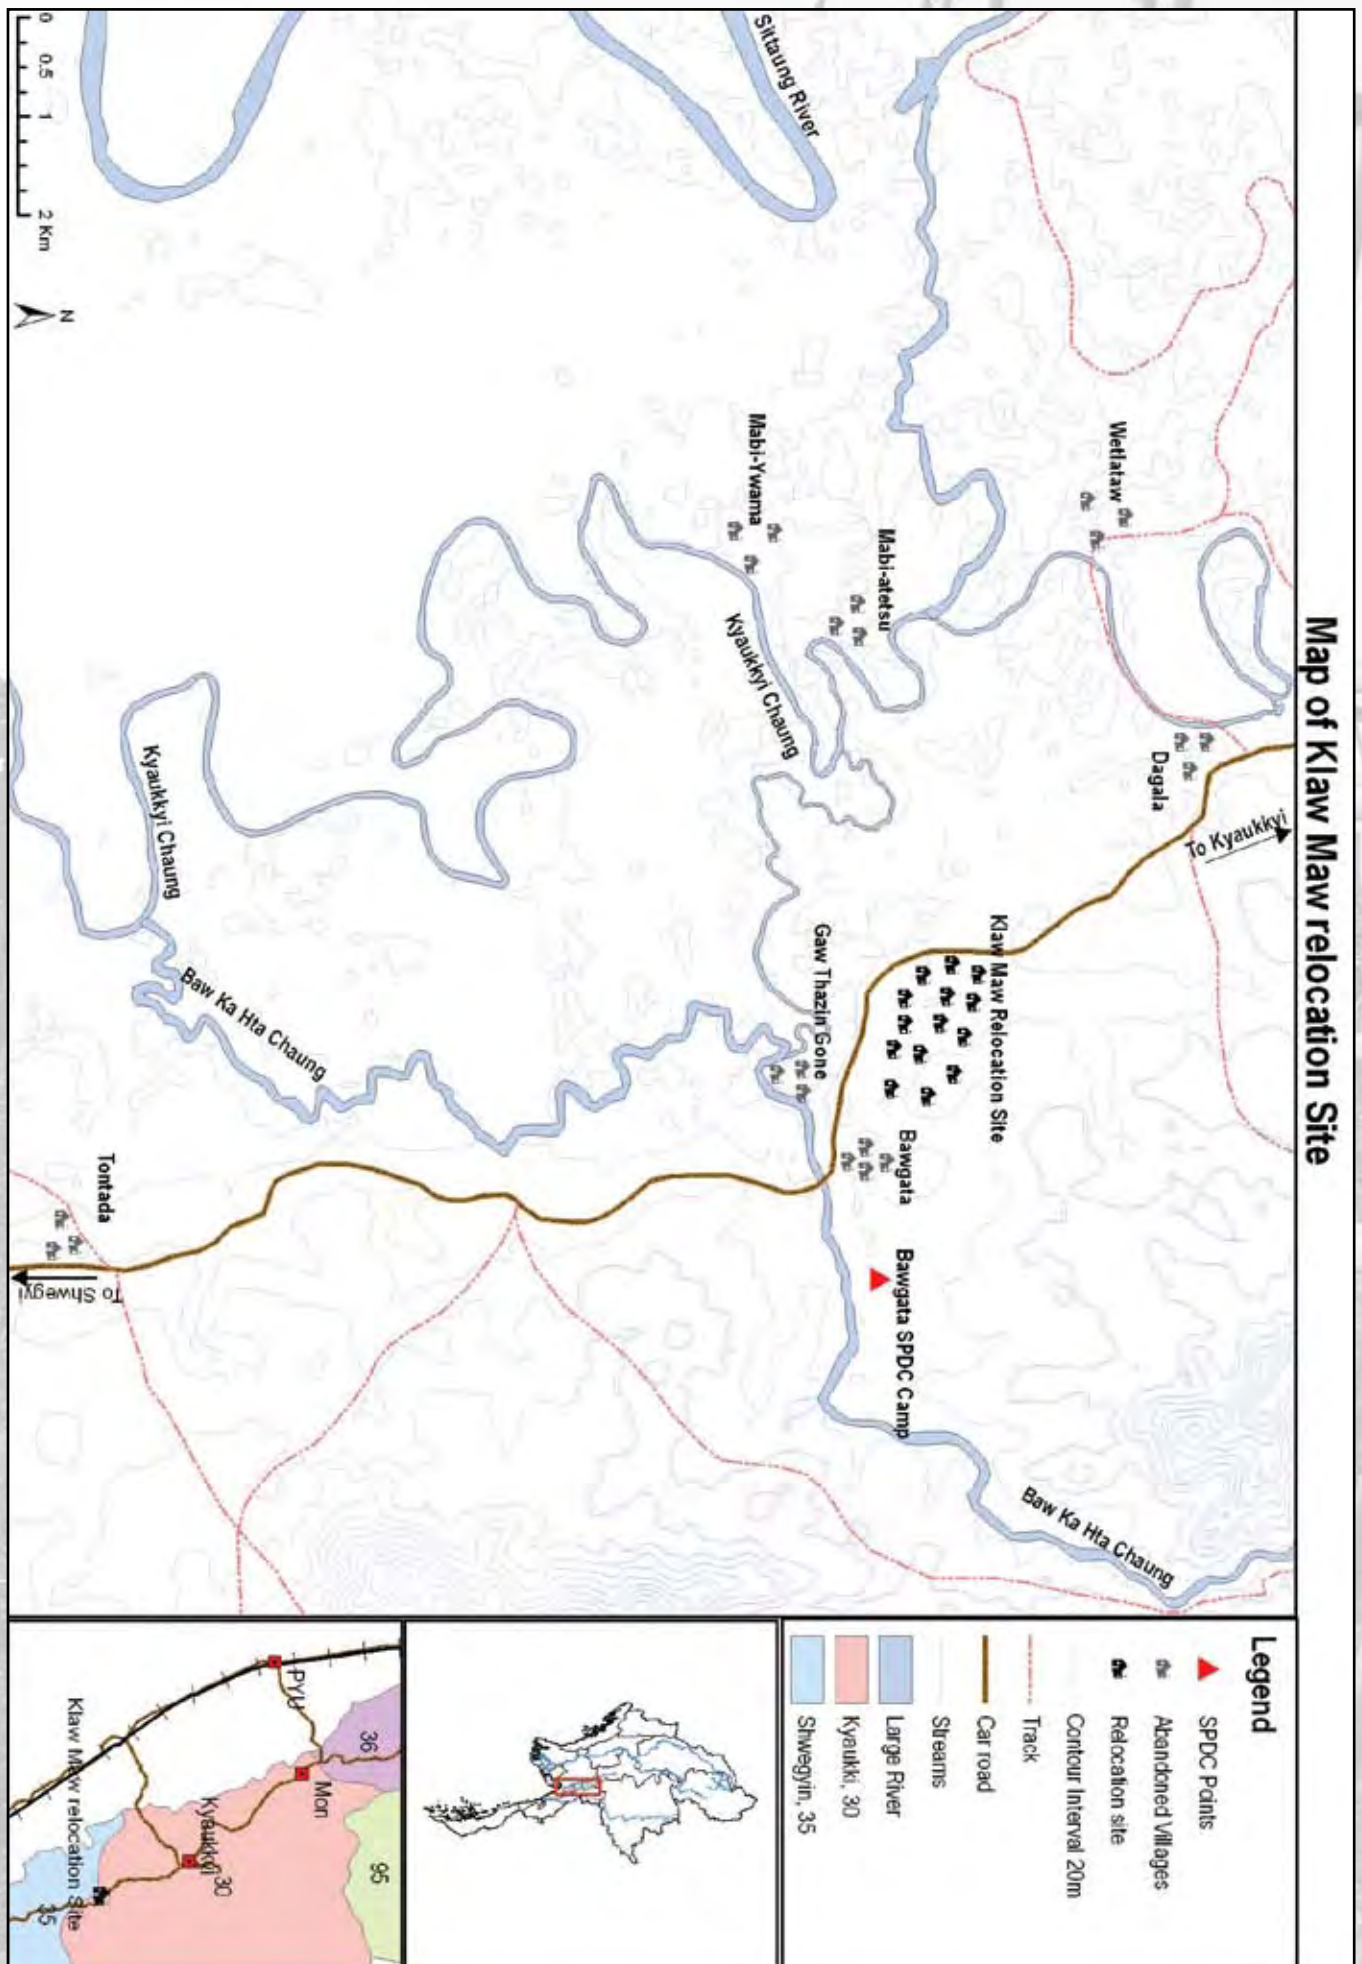 Map of Klaw Maw relocation Site
Sittaung River
Wetlataw
Mabi-Ywama
Mabi-atetsu
Kyaukkyi Chaung
Dagala
To Kyaukkyi
Klaw Maw Relocation Site
Gaw Thazin Gone
Bawgata
Bawgata SPDC Camp
Kyaukkyi Chaung
Baw Ka Hta Chaung
Baw Ka Hta Chaung
Tontada
To Shwegyi
0 0.5 1 2 Km
N
Legend
SPDC Points
Abandoned Villages
Relocation site
Contour Interval 20m
Track
Car road
Streams
Large River
Kyaukki, 30
Shwegyin, 35
36
95
PYU
Mon
Kyaukkyi
30
Klaw Maw relocation Site
35